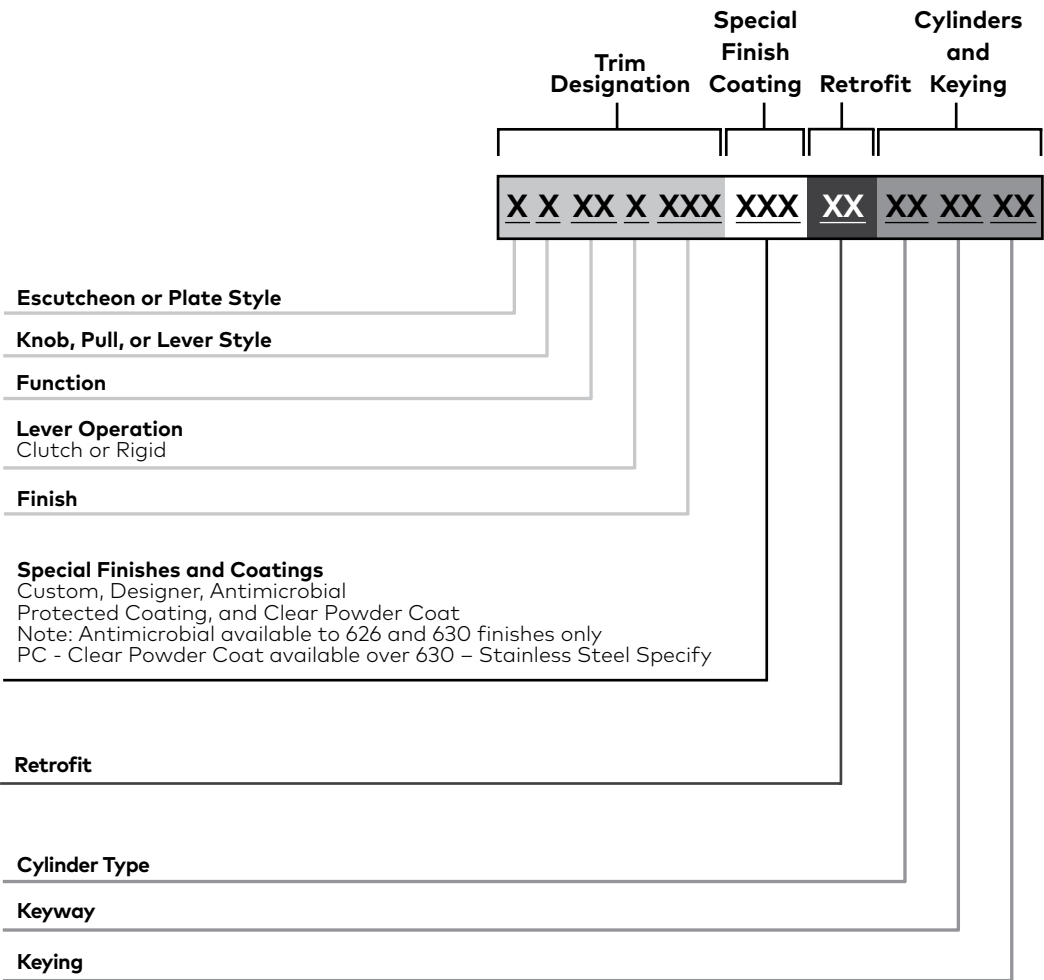 Special
Finish
Coating
Cylinders
and
Keying
Trim
Designation
Retrofit
X X XX X XXX XXX XX XX XX XX
Escutcheon or Plate Style
Knob, Pull, or Lever Style
Function
Lever Operation
Clutch or Rigid
Finish
Special Finishes and Coatings
Custom, Designer, Antimicrobial
Protected Coating, and Clear Powder Coat
Note: Antimicrobial available to 626 and 630 finishes only
PC - Clear Powder Coat available over 630 – Stainless Steel Specify
Retrofit
Cylinder Type
Keyway
Keying